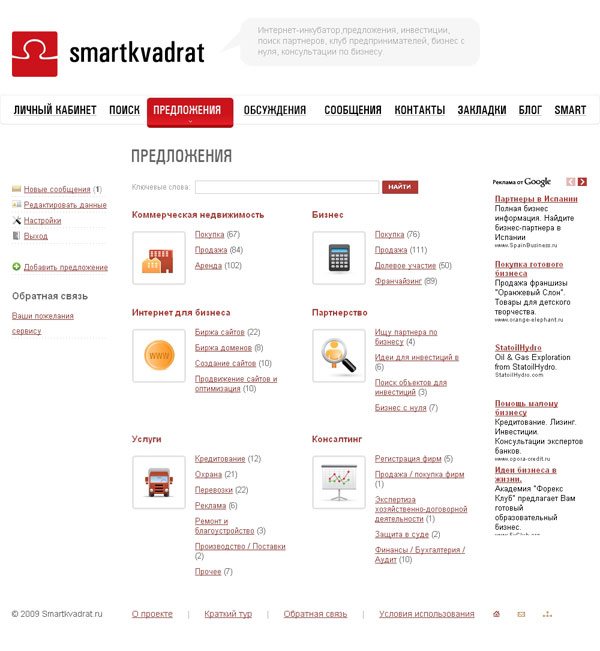 smartkvadrat
Интернет-инкубатор,предложения, инвестиции,
поиск партнеров, клуб предпринимателей, бизнес с
нуля, консультации по бизнесу.
ЛИЧНЫЙ КАБИНЕТ ПОИСК ПРЕДЛОЖЕНИЯ ОБСУЖДЕНИЯ СООБЩЕНИЯ КОНТАКТЫ ЗАКЛАДКИ БЛОГ SMART
ПРЕДЛОЖЕНИЯ
Новые сообщения (1)
Редактировать данные
Настройки
Выход
Добавить предложение
Обратная связь
Ваши пожелания
сервису
Ключевые слова: НАЙТИ
Коммерческая недвижимость
Покупка (67)
Продажа (84)
Аренда (102)
Бизнес
Покупка (76)
Продажа (111)
Долевое участие (50)
Франчайзинг (89)
Интернет для бизнеса
WWW
Биржа сайтов (22)
Биржа доменов (8)
Создание сайтов (10)
Продвижение сайтов и
оптимизация (10)
Партнерство
Ищу партнера по
бизнесу (4)
Идеи для инвестиций в
(6)
Поиск объектов для
инвестиций (3)
Бизнес с нуля (7)
Услуги
Кредитование (12)
Охрана (21)
Перевозки (22)
Реклама (6)
Ремонт и
благоустройство (3)
Производство / Поставки
(2)
Прочее (7)
Консалтинг
Регистрация фирм (5)
Продажа / покупка фирм
(1)
Экспертиза
хозяйственно-договорной
деятельности (1)
Защита в суде (2)
Финансы / Бухгалтерия /
Аудит (10)
Реклама от Google
Партнеры в Испании
Полная бизнес
информация. Найдите
бизнес-партнера в
Испании
www.SpainBusiness.ru
Покупка готового
бизнеса
Продажа франшизы
"Оранжевый Слон".
Товары для детского
творчества.
www.orange-elephant.ru
StatoilHydro
Oil & Gas Exploration
from StatoilHydro.
StatoilHydro.com
Помощь малому
бизнесу
Кредитование. Лизинг.
Инвестиции.
Консультации экспертов
банков.
www.opora-credit.ru
Идеи бизнеса в
жизни.
Академия "Форекс
Клуб" предлагает Вам
готовый
образовательный
бизнес.
© 2009 Smartkvadrat.ru О проекте | Краткий тур | Обратная связь | Условия использования